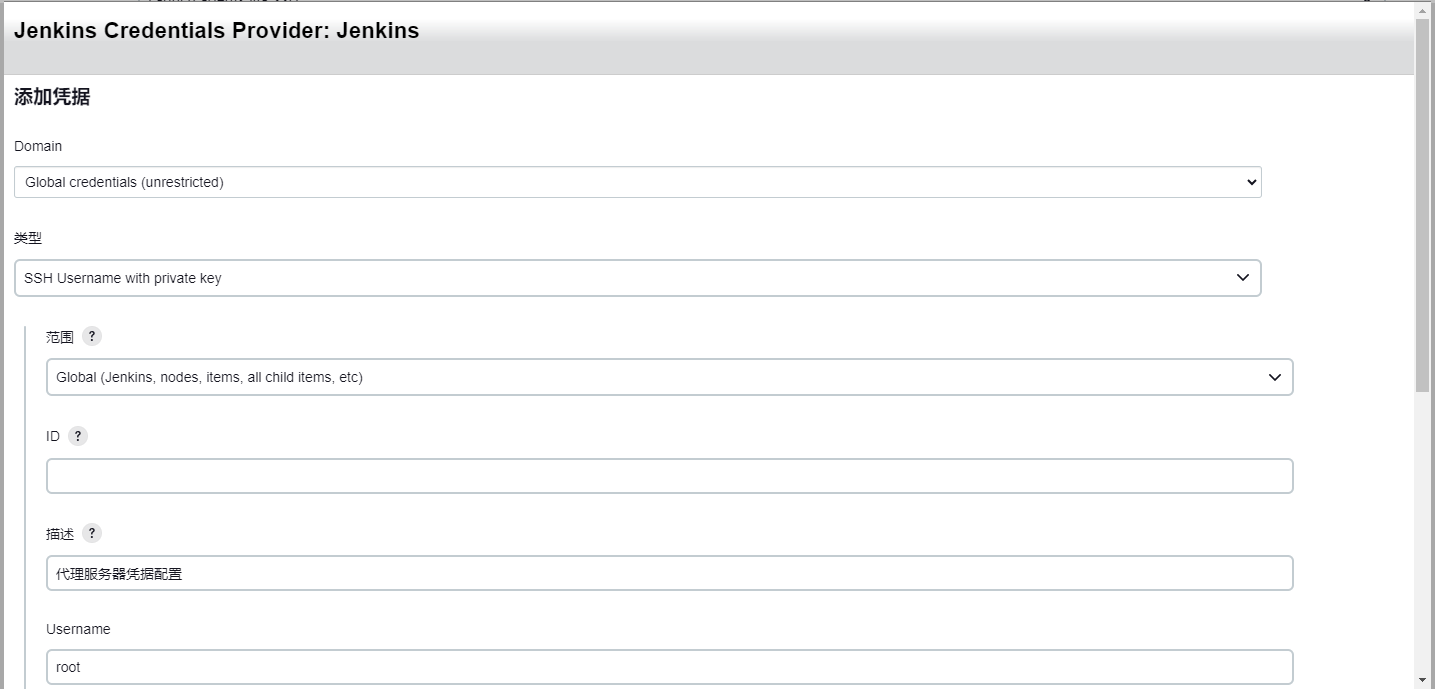 Jenkins Credentials Provider: Jenkins
添加凭据
Domain
Global credentials (unrestricted)
类型
SSH Username with private key
范围 ?
Global (Jenkins, nodes, items, all child items, etc)
ID ?
描述 ?
代理服务器凭据配置
Username
root